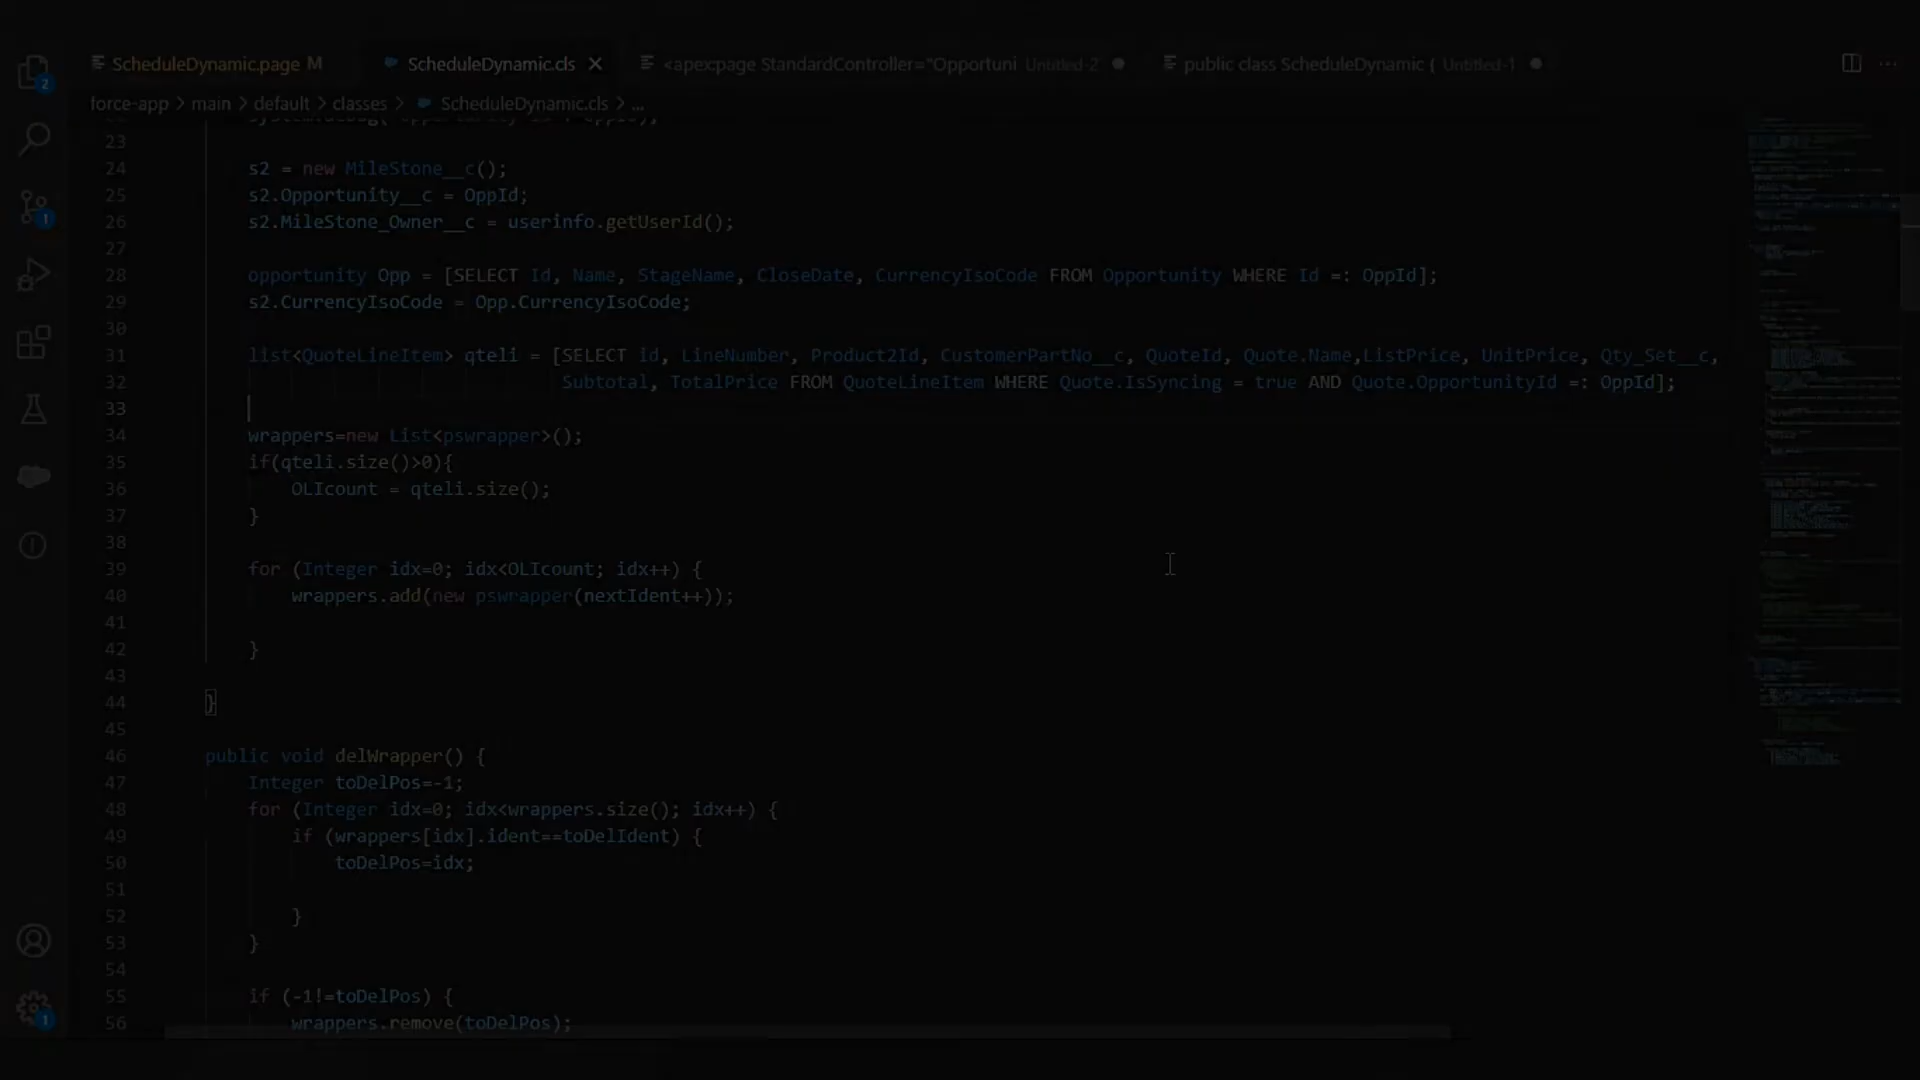 ScheduleDynamic.page M ScheduleDynamic.cls <apex:page StandardController="Opportuni Untitled-2 public class ScheduleDynamic { Untitled-1
force-app > main > default > classes > ScheduleDynamic.cls > ...
23
24 s2 = new MileStone__c();
25 s2.Opportunity__c = OppId;
26 s2.MileStone_Owner__c = userinfo.getUserId();
27
28 opportunity Opp = [SELECT Id, Name, StageName, CloseDate, CurrencyIsoCode FROM Opportunity WHERE Id =: OppId];
29 s2.CurrencyIsoCode = Opp.CurrencyIsoCode;
30
31 list<QuoteLineItem> qteli = [SELECT id, LineNumber, Product2Id, CustomerPartNo__c, QuoteId, Quote.Name,ListPrice, UnitPrice, Qty_Set__c,
32 Subtotal, TotalPrice FROM QuoteLineItem WHERE Quote.IsSyncing = true AND Quote.OpportunityId =: OppId];
33
34 wrappers=new List<pswrapper>();
35 if(qteli.size()>0){
36 OLIcount = qteli.size();
37 }
38
39 for (Integer idx=0; idx<OLIcount; idx++) {
40 wrappers.add(new pswrapper(nextIdent++));
41
42 }
43
44 }
45
46 public void delWrapper() {
47 Integer toDelPos=-1;
48 for (Integer idx=0; idx<wrappers.size(); idx++) {
49 if (wrappers[idx].ident==toDelIdent) {
50 toDelPos=idx;
51
52 }
53 }
54
55 if (-1!=toDelPos) {
56 wrappers.remove(toDelPos);
2
1
1